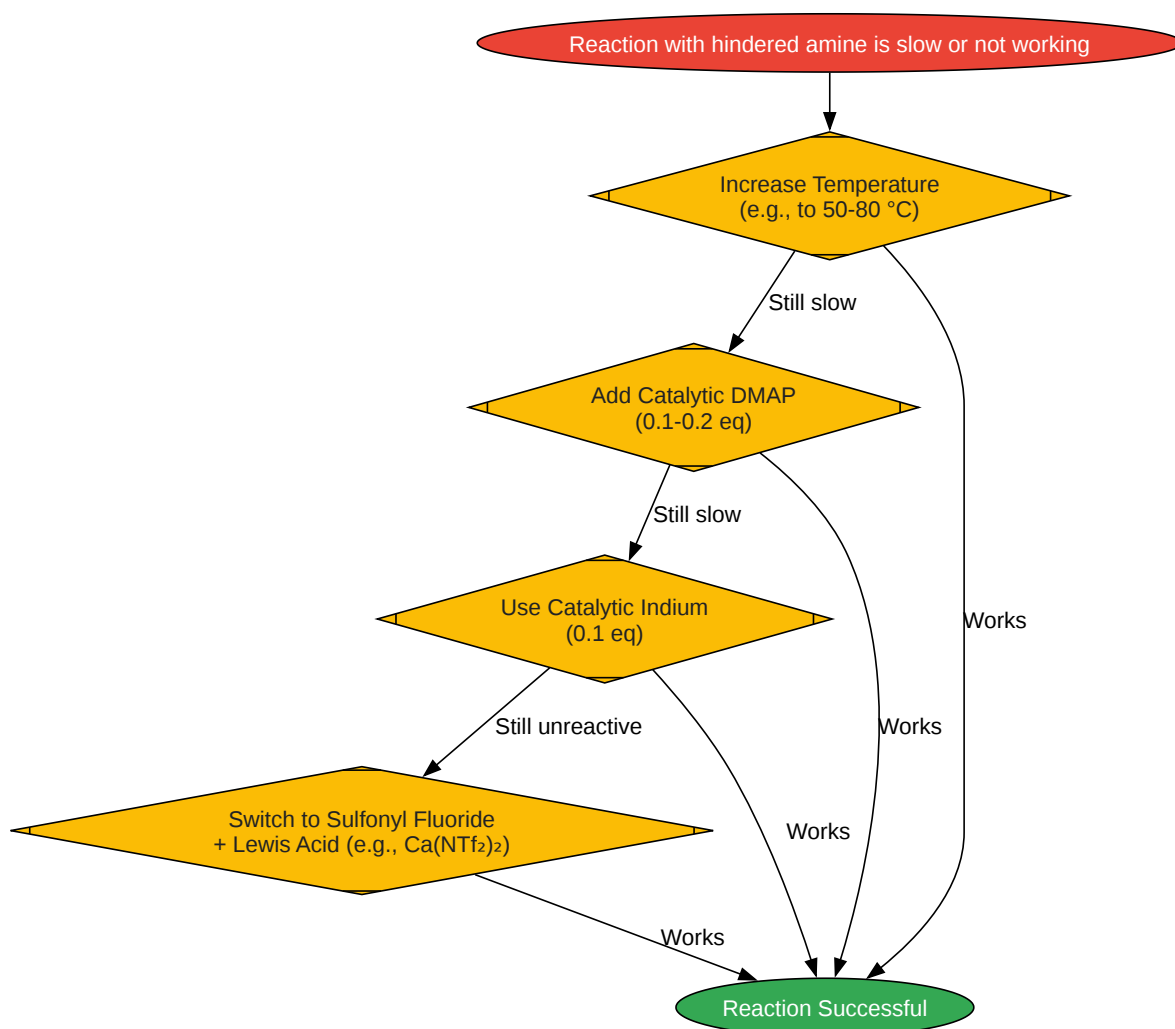 Reaction with hindered amine is slow or not working
Increase Temperature
(e.g., to 50-80 °C)
Still slow
Add Catalytic DMAP
(0.1-0.2 eq)
Still slow
Use Catalytic Indium
(0.1 eq)
Works
Still unreactive
Works
Switch to Sulfonyl Fluoride
+ Lewis Acid (e.g., Ca(NTf₂)₂)
Works
Works
Reaction Successful